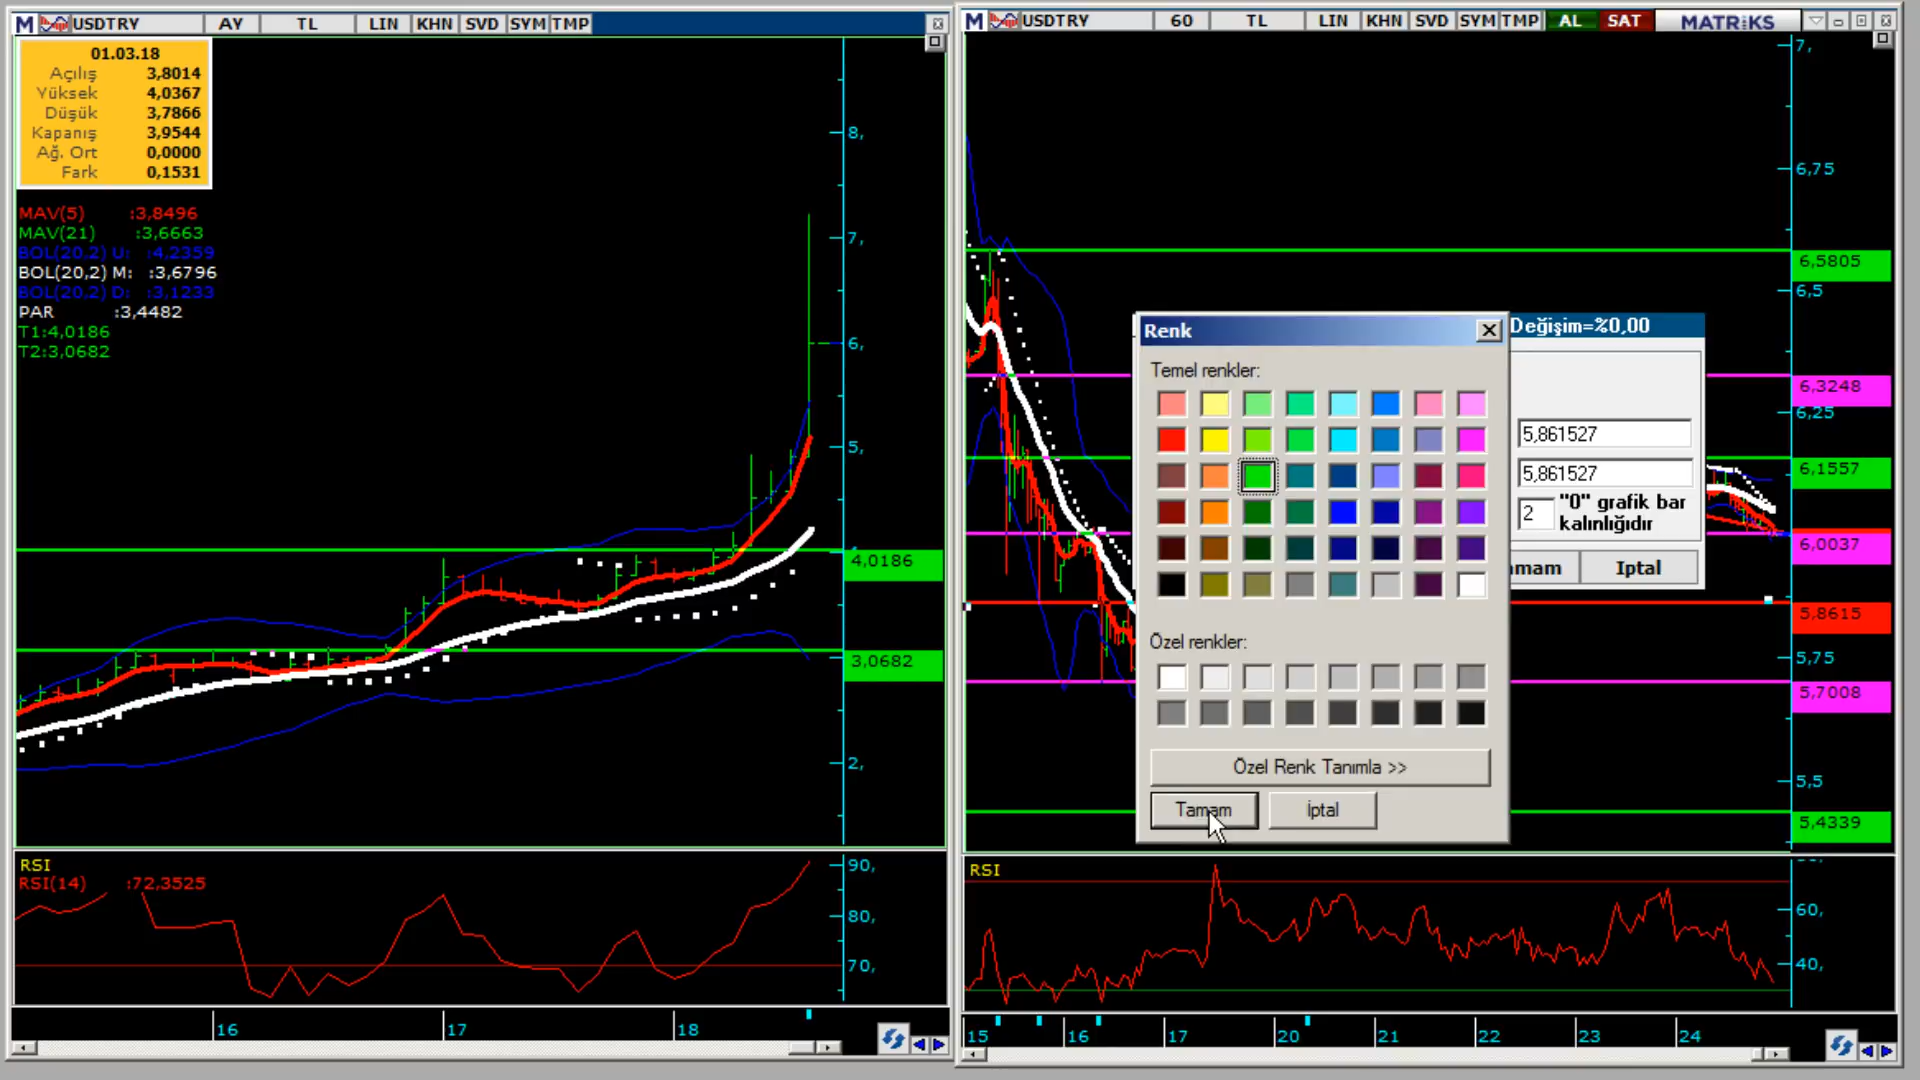 M USDTRY AY TL LIN KHN SVD SYM TMP
01.03.18
Açılış 3,8014
Yüksek 4,0367
Düşük 3,7866
Kapanış 3,9544
Ağ. Ort 0,0000
Fark 0,1531
MAV(5) :3,8496
MAV(21) :3,6663
BOL(20,2) U: :4,2359
BOL(20,2) M: :3,6796
BOL(20,2) D: :3,1233
PAR :3,4482
T1:4,0186
T2:3,0682
8,
7,
6,
5,
4,0186
3,0682
2,
RSI
RSI(14) :72,3525
90,
80,
70,
16 17 18
M USDTRY 60 TL LIN KHN SVD SYM TMP AL SAT MATRiKS
7,
6,75
6,5805
6,5
6,3248
6,25
6,1557
6,0037
5,8615
5,75
5,7008
5,5
5,4339
Renk
Temel renkler:
Özel renkler:
Özel Renk Tanımla >>
Tamam İptal
Değişim=%0,00
5,861527
5,861527
2 "0" grafik bar
kalınlığıdır
amam Iptal
RSI
60,
40,
15 16 17 20 21 22 23 24